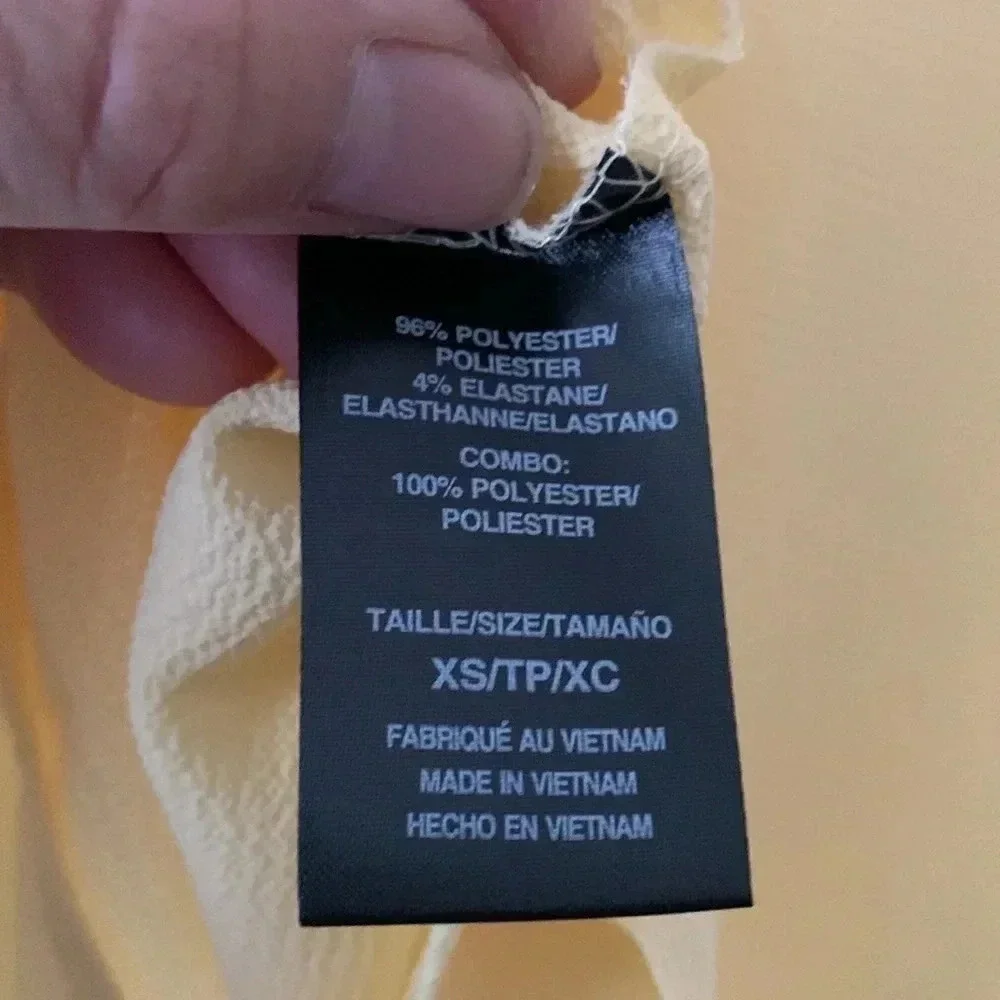 96% POLYESTER/
POLIESTER
4% ELASTANE/
ELASTHANNE/ELASTANO
COMBO:
100% POLYESTER/
POLIESTER
TAILLE/SIZE/TAMAÑO
XS/TP/XC
FABRIQUÉ AU VIETNAM
MADE IN VIETNAM
HECHO EN VIETNAM